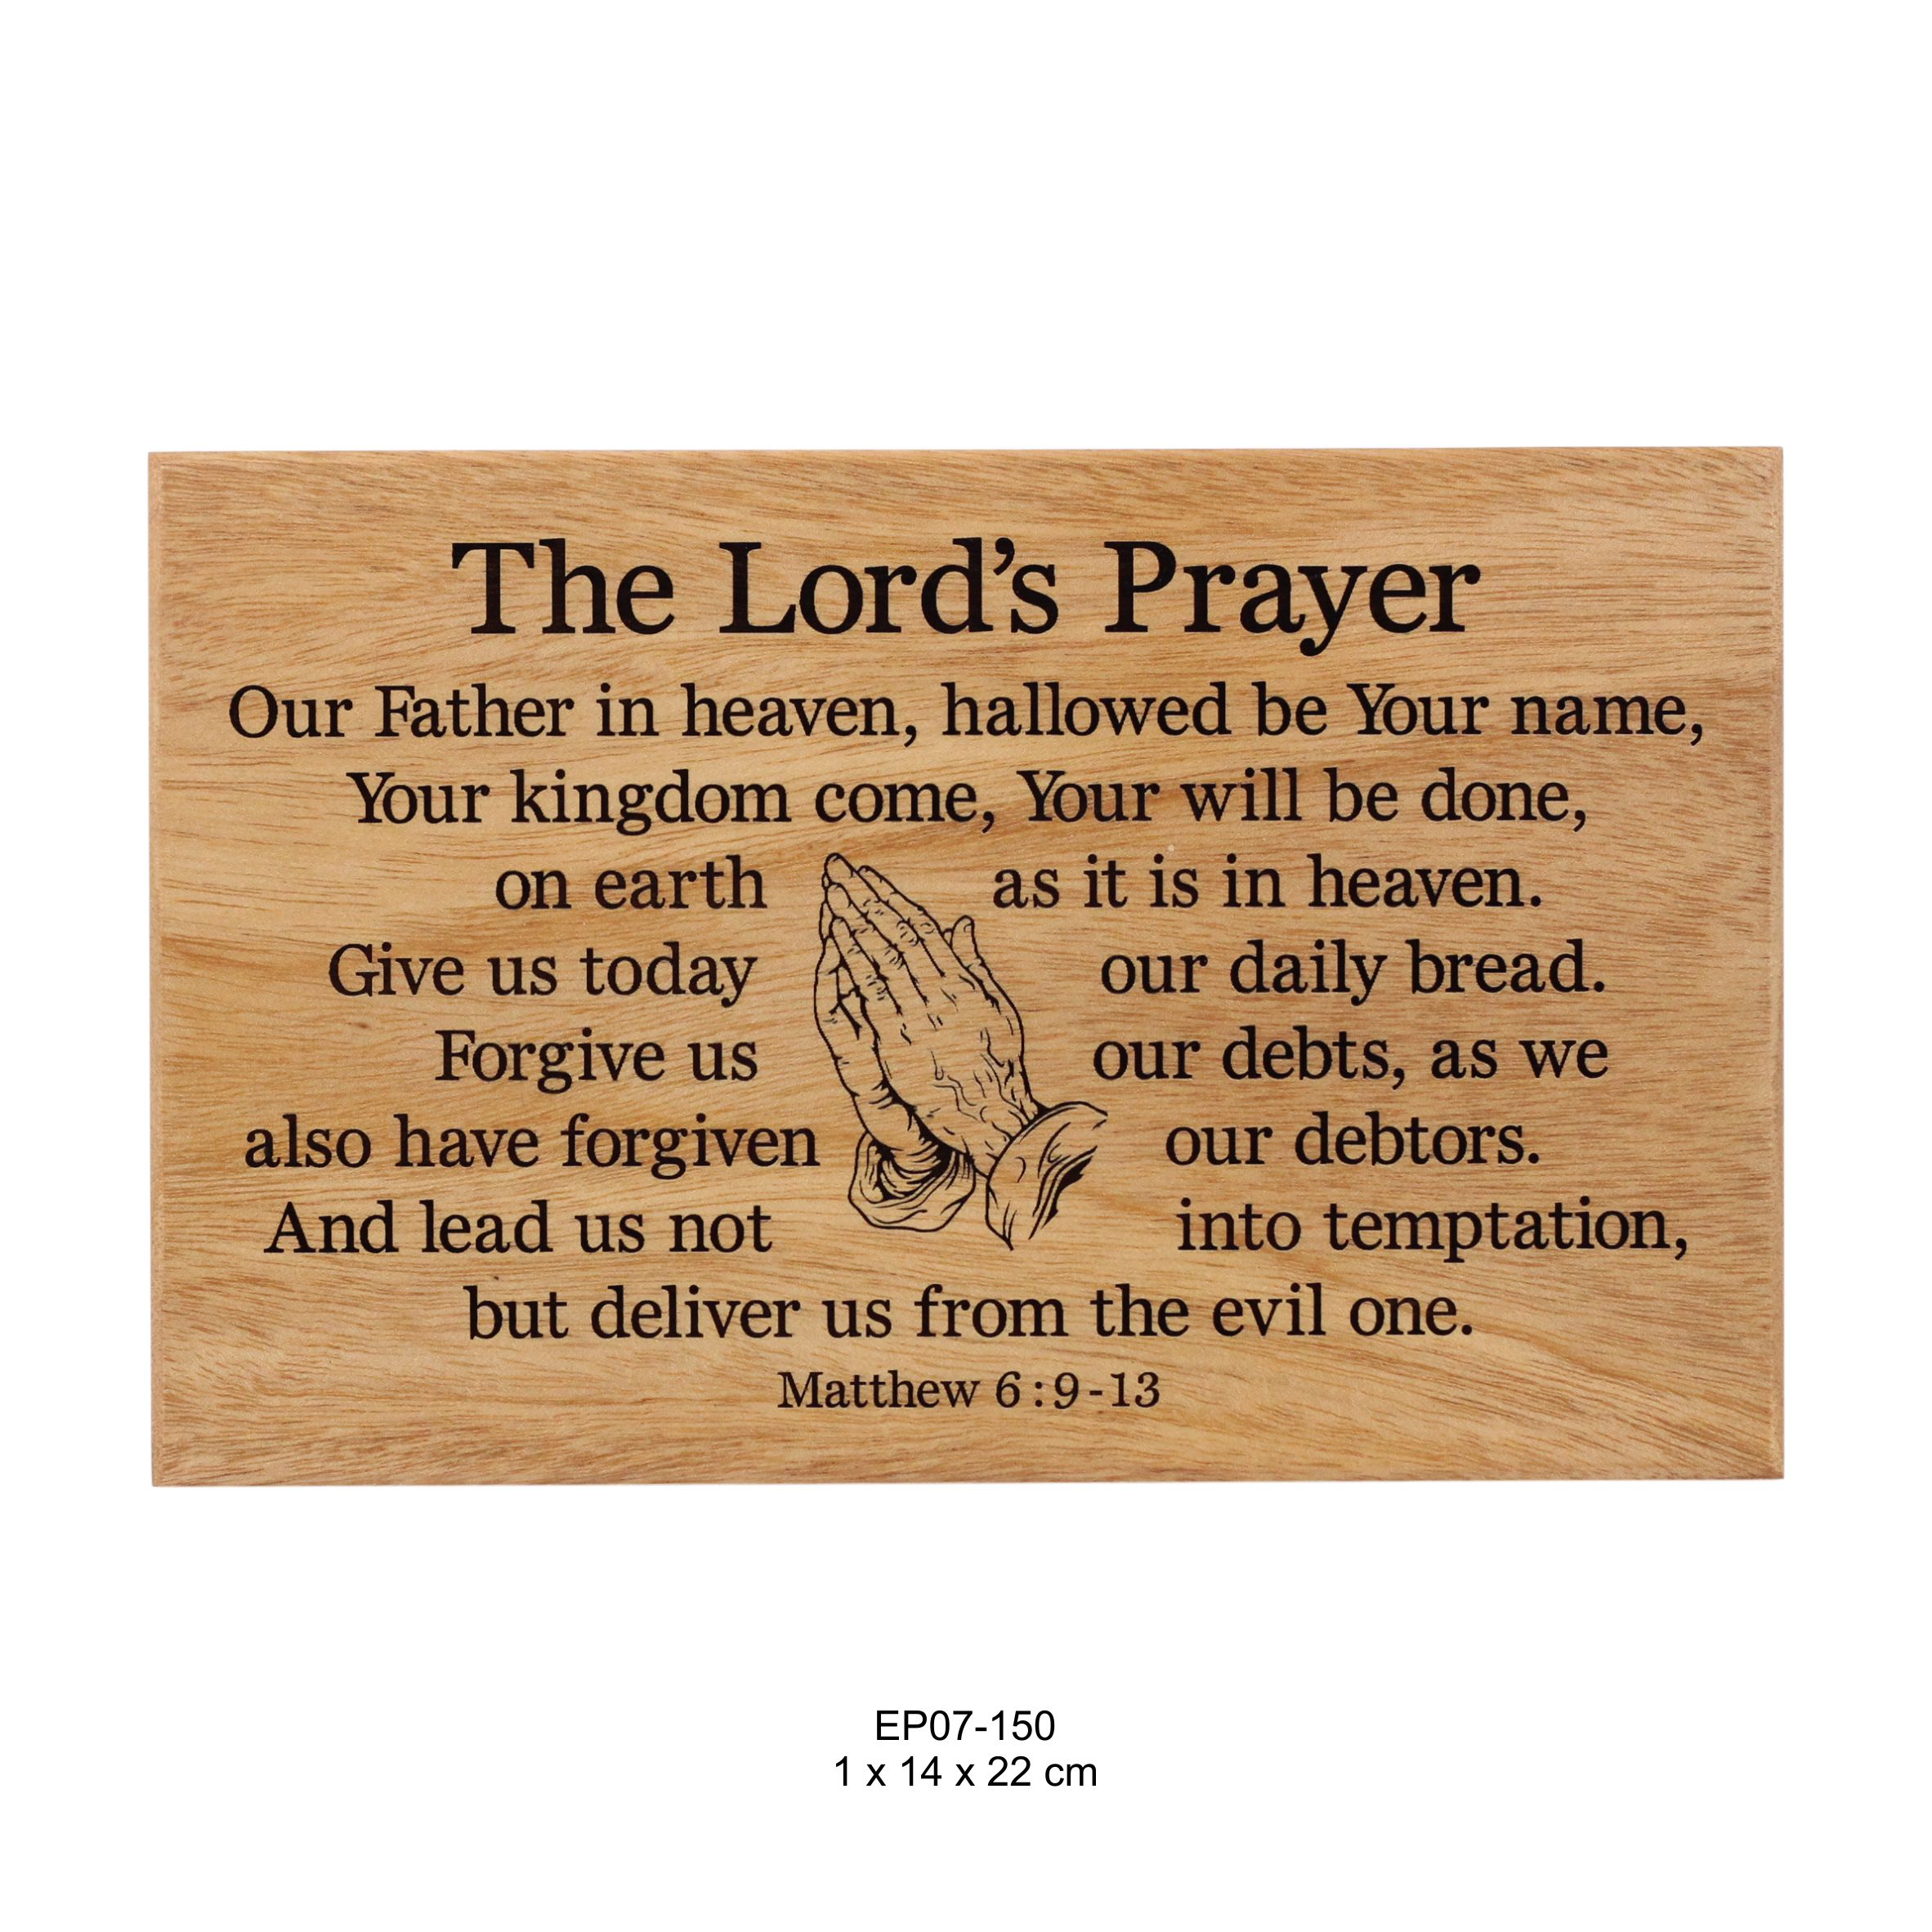 The Lord’s Prayer
Our Father in heaven, hallowed be Your name,
Your kingdom come, Your will be done,
on earth as it is in heaven.
Give us today our daily bread.
Forgive us our debts, as we
also have forgiven our debtors.
And lead us not into temptation,
but deliver us from the evil one.
Matthew 6:9-13
EP07-150
1 x 14 x 22 cm